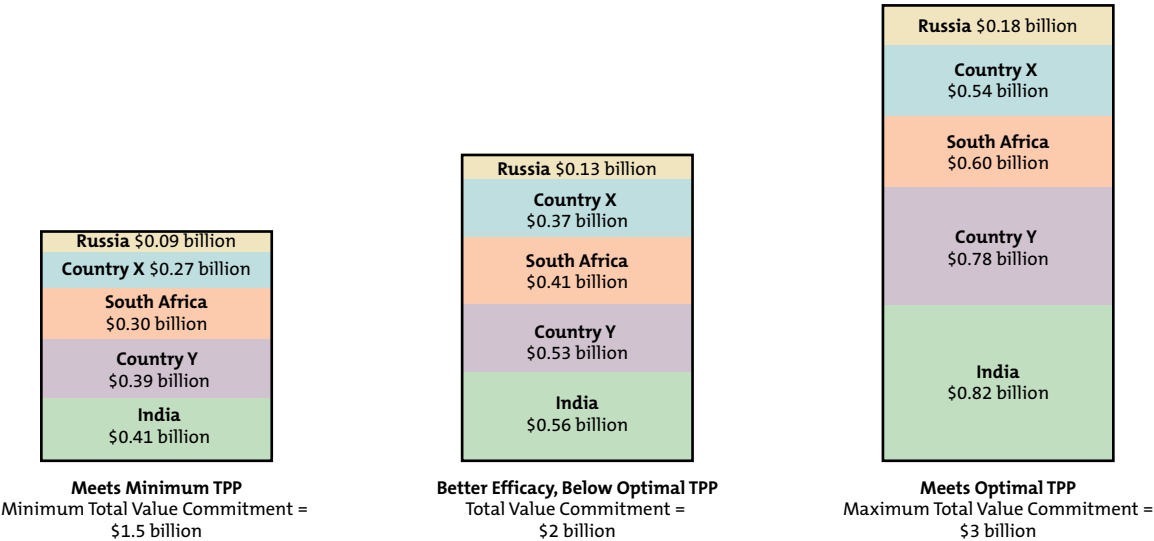 Russia $0.09 billion
Country X $0.27 billion
South Africa
$0.30 billion
Country Y
$0.39 billion
India
$0.41 billion
Meets Minimum TPP
Minimum Total Value Commitment =
$1.5 billion
Russia $0.13 billion
Country X
$0.37 billion
South Africa
$0.41 billion
Country Y
$0.53 billion
India
$0.56 billion
Better Efficacy, Below Optimal TPP
Total Value Commitment =
$2 billion
Russia $0.18 billion
Country X
$0.54 billion
South Africa
$0.60 billion
Country Y
$0.78 billion
India
$0.82 billion
Meets Optimal TPP
Maximum Total Value Commitment =
$3 billion